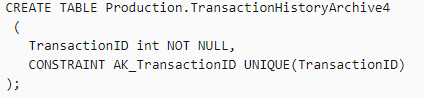 CREATE TABLE Production.TransactionHistoryArchive4
(
TransactionID int NOT NULL,
CONSTRAINT AK_TransactionID UNIQUE(TransactionID)
);